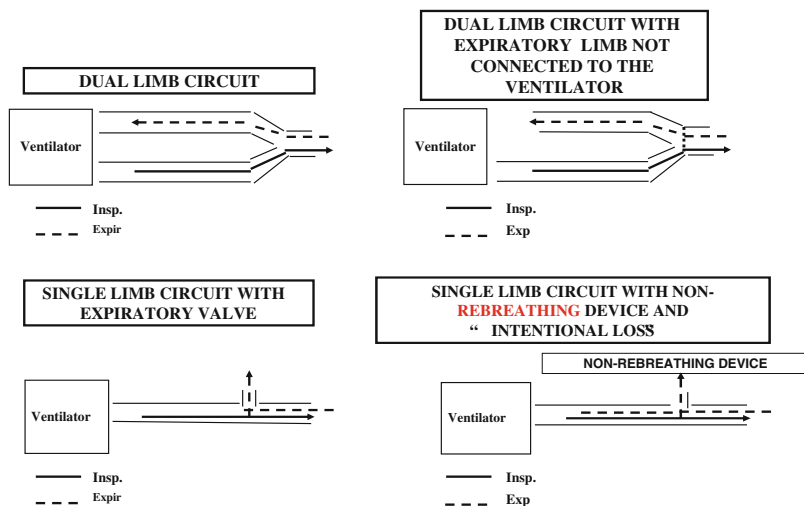 DUAL LIMB CIRCUIT
Ventilator
Insp.
Expir
DUAL LIMB CIRCUIT WITH
EXPIRATORY LIMB NOT
CONNECTED TO THE
VENTILATOR
Ventilator
Insp.
Exp
SINGLE LIMB CIRCUIT WITH
EXPIRATORY VALVE
Ventilator
Insp.
Expir
SINGLE LIMB CIRCUIT WITH NON-
REBREATHING DEVICE AND
“ INTENTIONAL LOSS”
NON-REBREATHING DEVICE
Ventilator
Insp.
Exp